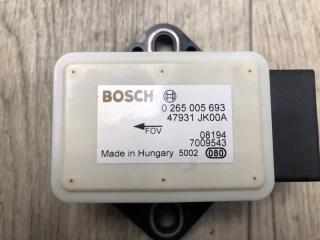 BOSCH
0 265 005 693
47931 JK00A
FOV
08194
7009543
Made in Hungary 5002 080